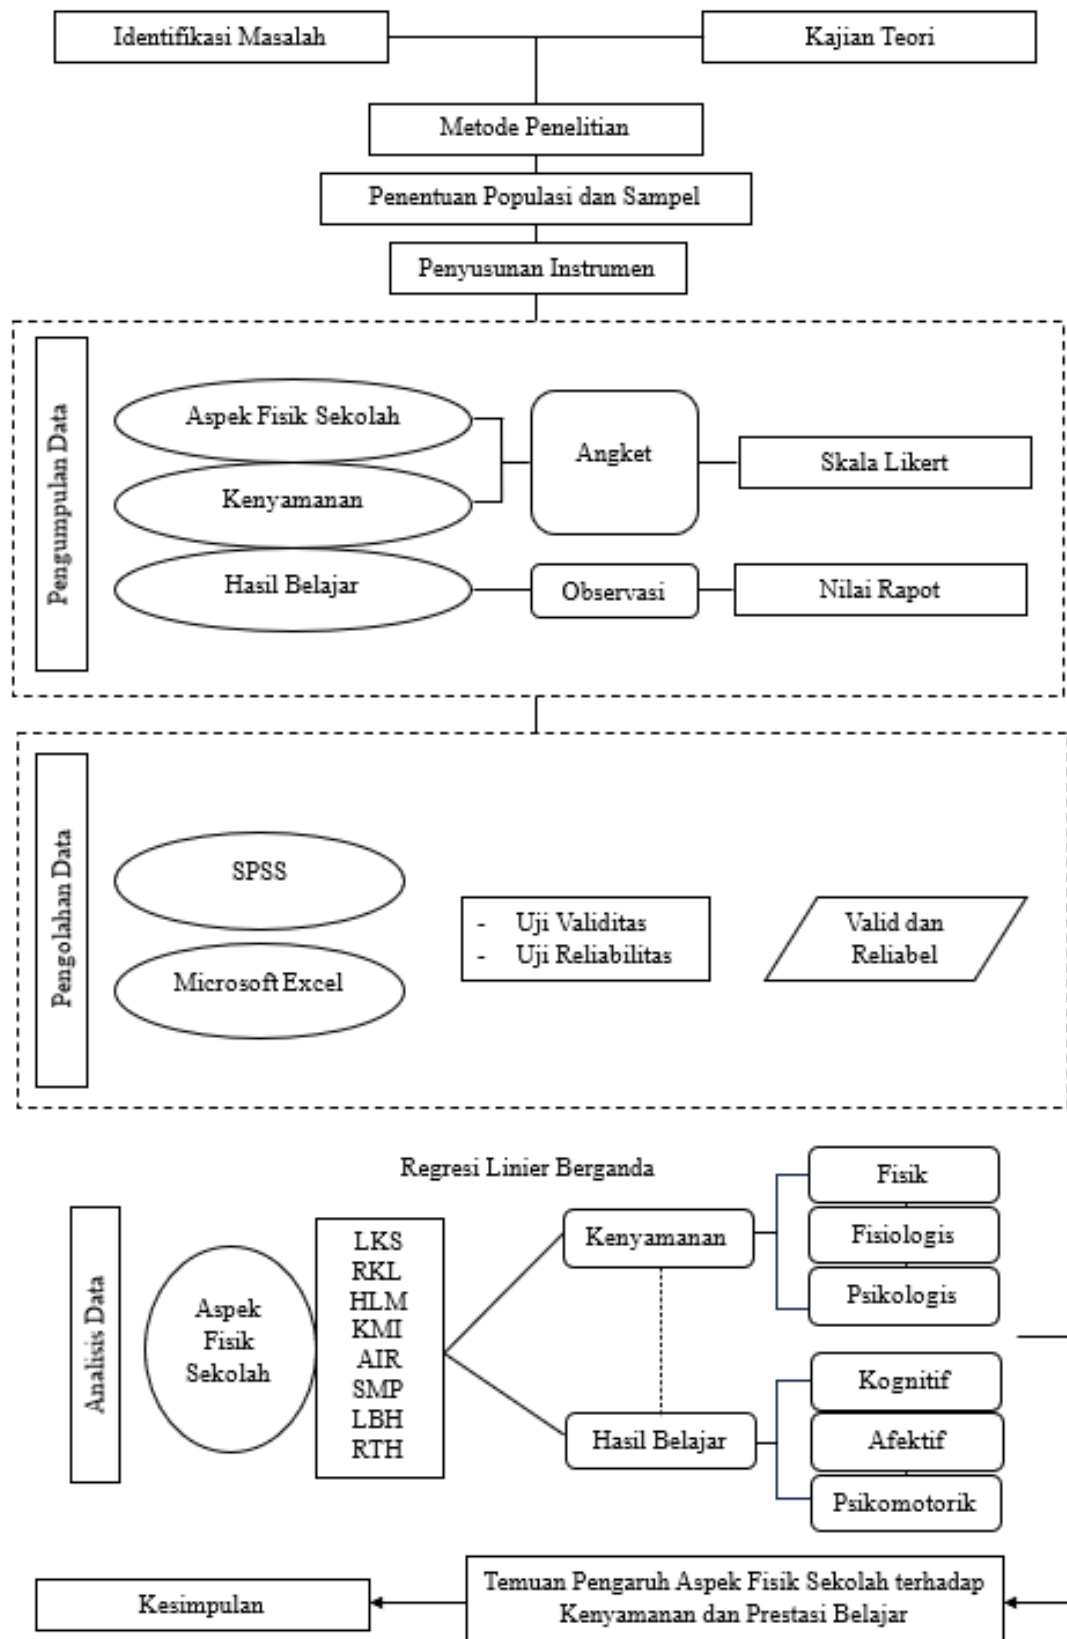 Identifikasi Masalah
Kajian Teori
Metode Penelitian
Penentuan Populasi dan Sampel
Penyusunan Instrumen
Pengumpulan Data
Aspek Fisik Sekolah
Kenyamanan
Hasil Belajar
Angket
Skala Likert
Observasi
Nilai Rapot
Pengolahan Data
SPSS
Microsoft Excel
- Uji Validitas
- Uji Reliabilitas
Valid dan
Reliabel
Regresi Linier Berganda
Analisis Data
Aspek
Fisik
Sekolah
LKS
RKL
HLM
KMI
AIR
SMP
LBH
RTH
Kenyamanan
Hasil Belajar
Fisik
Fisiologis
Psikologis
Kognitif
Afektif
Psikomotorik
Kesimpulan
Temuan Pengaruh Aspek Fisik Sekolah terhadap
Kenyamanan dan Prestasi Belajar